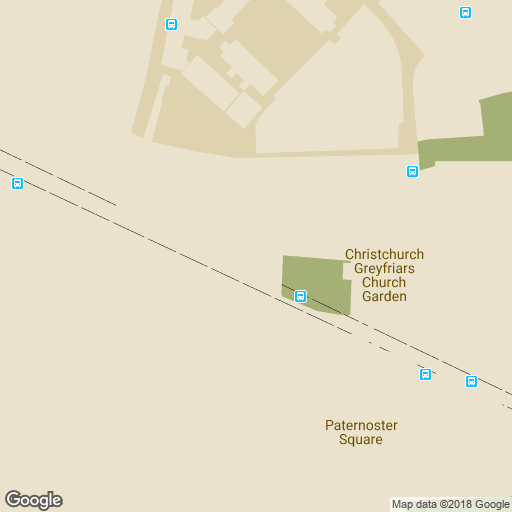 Christchurch
Greyfriars
Church
Garden
Paternoster
Square
Google
Map data ©2018 Google